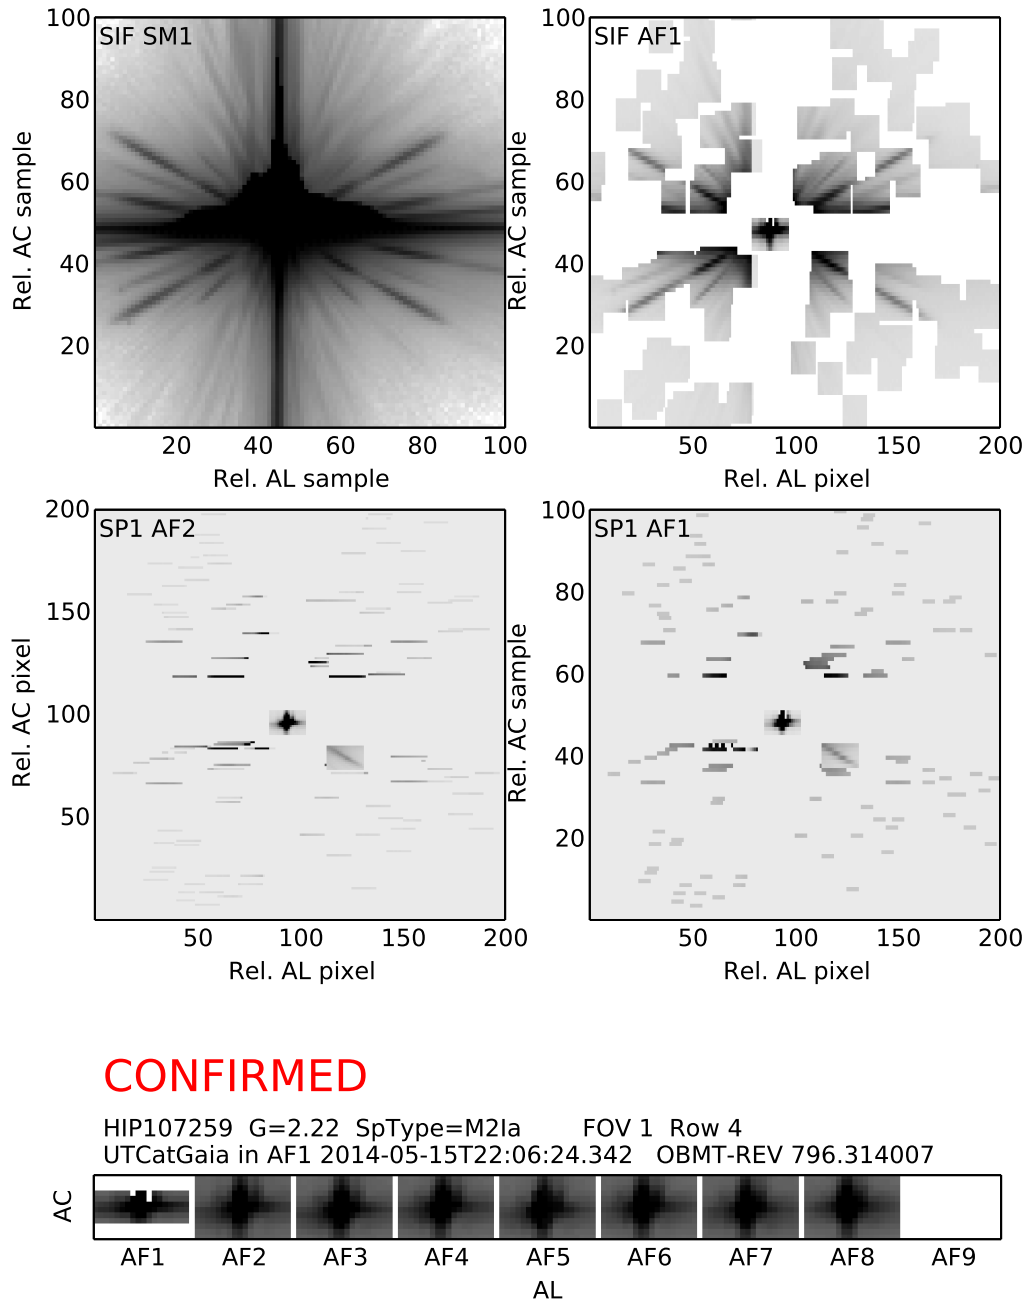 SIF SM1
100
80
60
40
20
Rel. AC sample
20 40 60 80 100
Rel. AL sample
SIF AF1
100
80
60
40
20
Rel. AC sample
50 100 150 200
Rel. AL pixel
SP1 AF2
200
150
100
50
Rel. AC pixel
50 100 150 200
Rel. AL pixel
SP1 AF1
100
80
60
40
20
Rel. AC sample
50 100 150 200
Rel. AL pixel
CONFIRMED
HIP107259 G=2.22 SpType=M2Ia FOV 1 Row 4
UTCatGaia in AF1 2014-05-15T22:06:24.342 OBMT-REV 796.314007
AC
AF1 AF2 AF3 AF4 AF5 AF6 AF7 AF8 AF9
AL